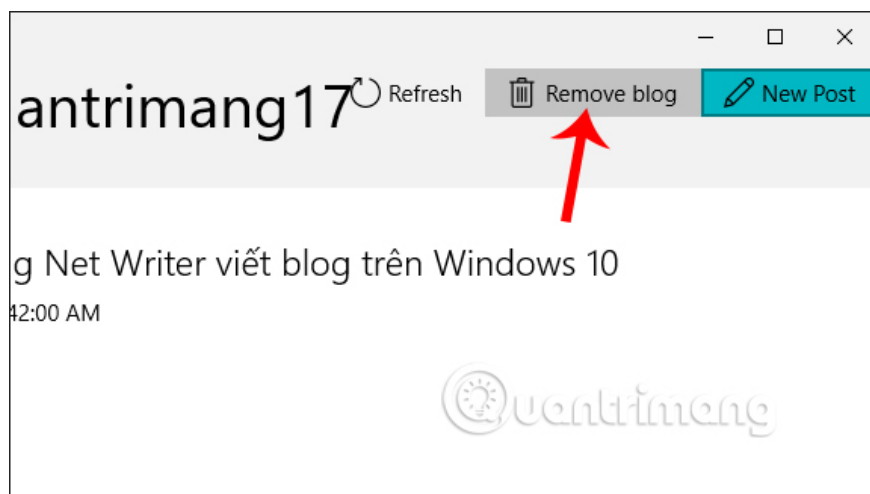 antrimang17
Refresh
Remove blog
New Post
g Net Writer viết blog trên Windows 10
42:00 AM
Quantrimang